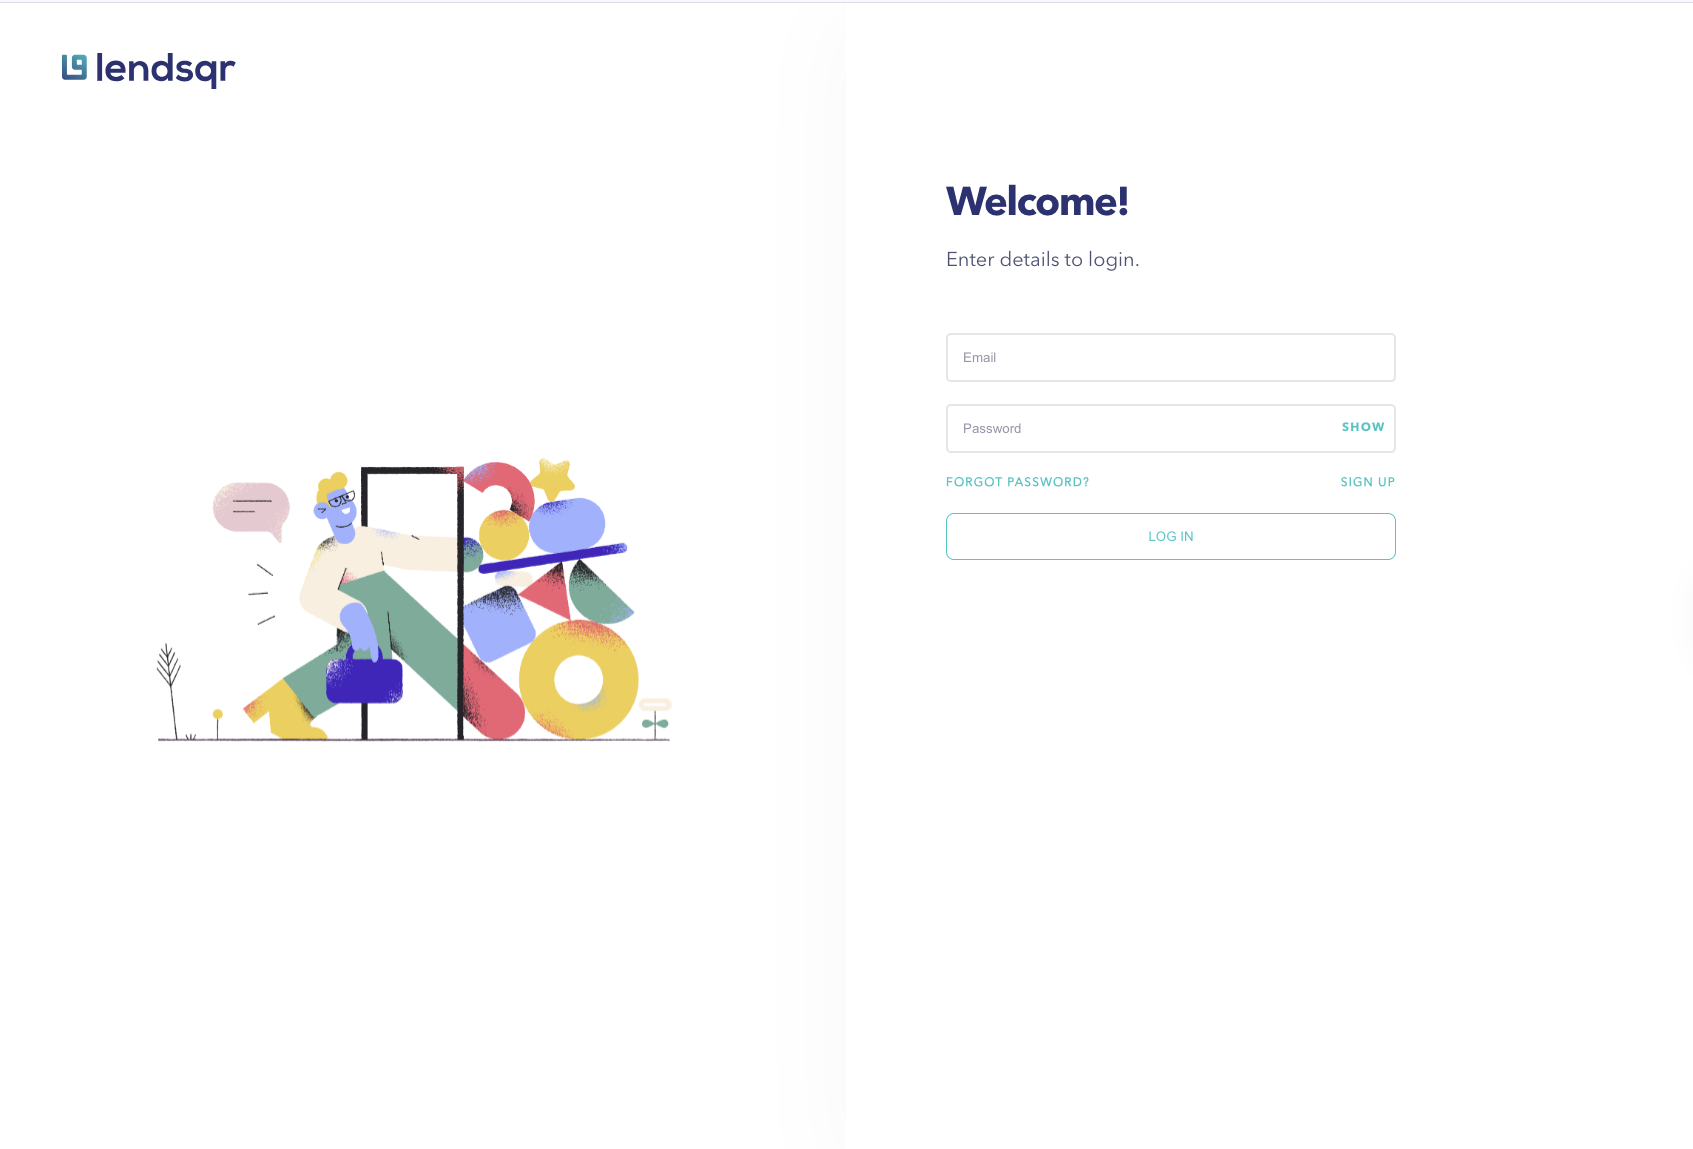 lendsqr
Welcome!
Enter details to login.
Email
Password
SHOW
FORGOT PASSWORD?
SIGN UP
LOG IN